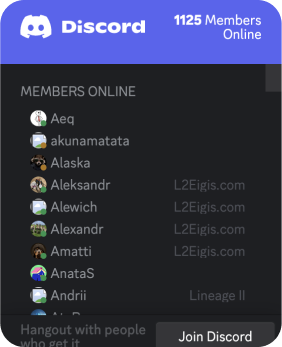 Discord
1125 Members
Online
MEMBERS ONLINE
Aeq
akunamatata
Alaska
Aleksandr L2Eigis.com
Alewich L2Eigis.com
Alexandr L2Eigis.com
Amatti L2Eigis.com
AnataS
Andrii Lineage II
Hangout with people
who get it
Join Discord